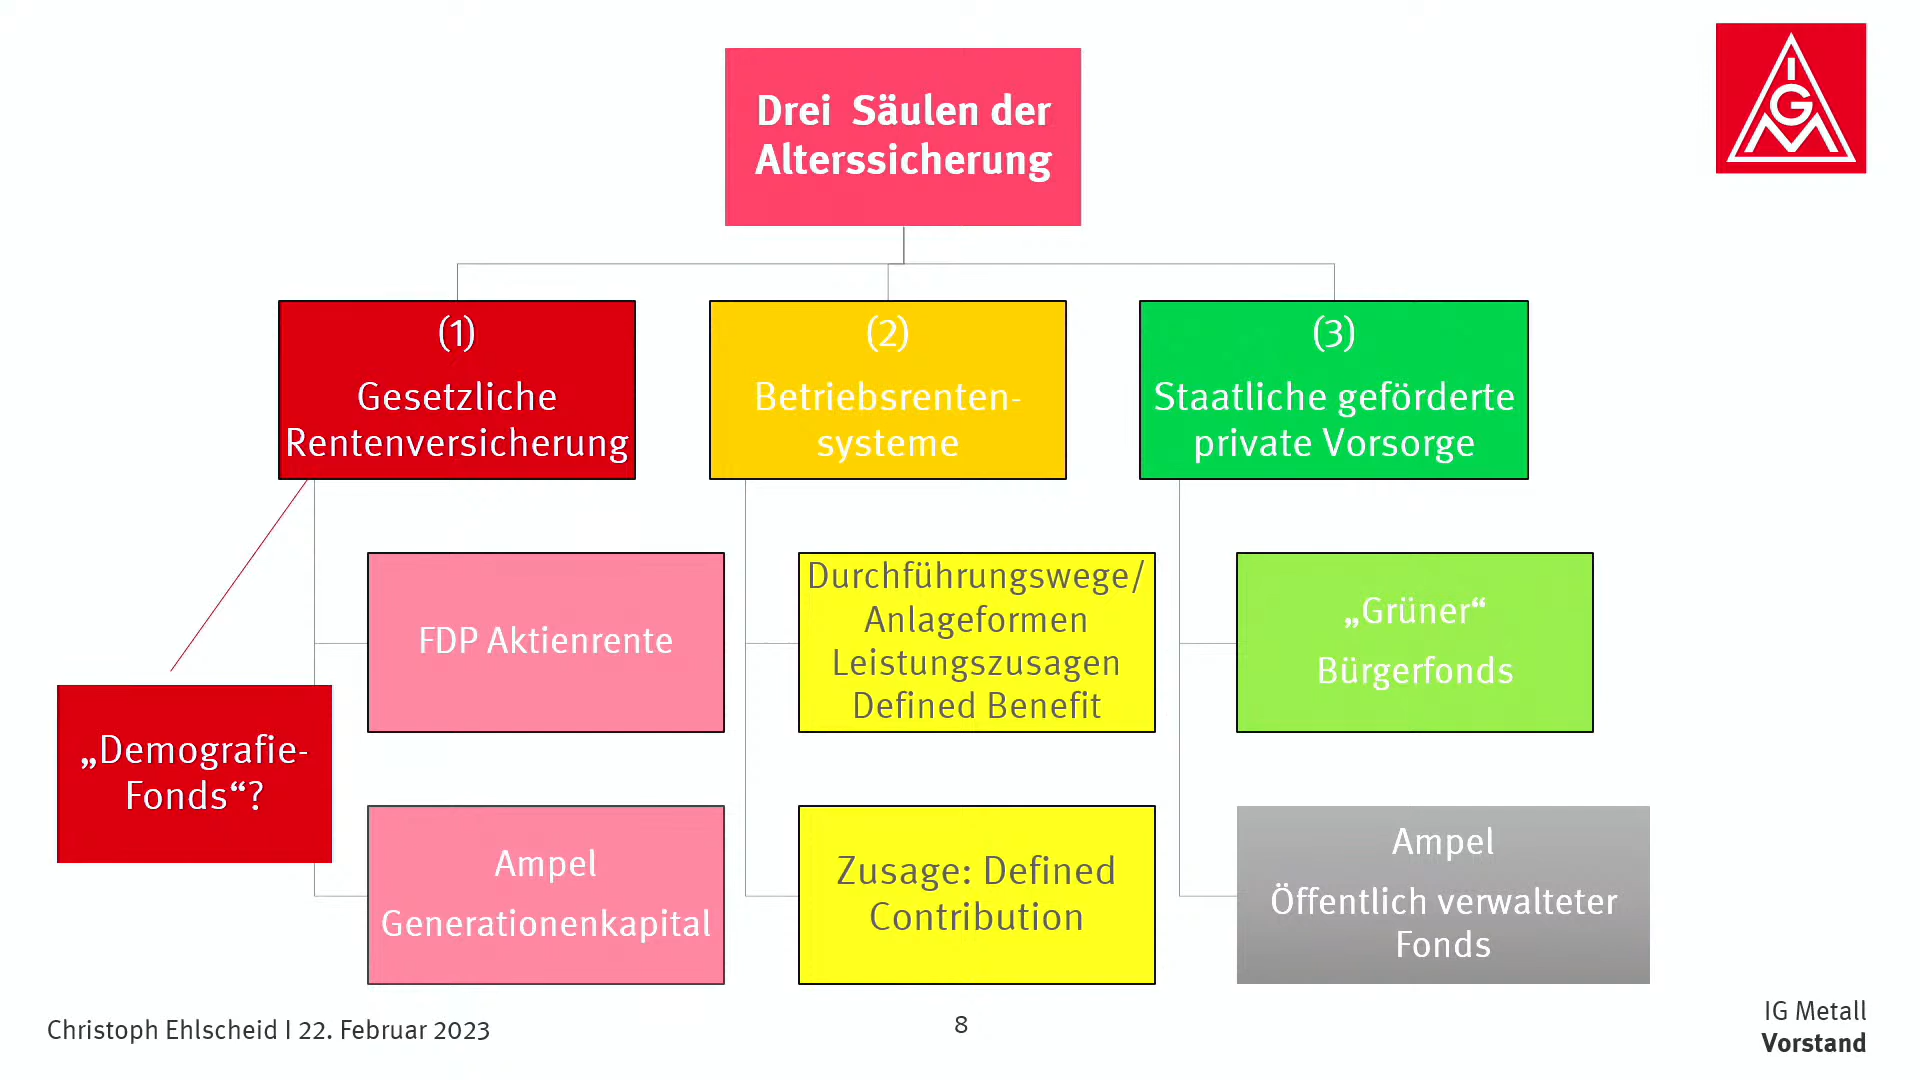 Drei Säulen der
Alterssicherung
IGM
(1)
Gesetzliche
Rentenversicherung
(2)
Betriebsrenten-
systeme
(3)
Staatliche geförderte
private Vorsorge
FDP Aktienrente
Durchführungswege/
Anlageformen
Leistungszusagen
Defined Benefit
„Grüner“
Bürgerfonds
„Demografie-
Fonds“?
Ampel
Generationenkapital
Zusage: Defined
Contribution
Ampel
Öffentlich verwalteter
Fonds
Christoph Ehlscheid I 22. Februar 2023
8
IG Metall
Vorstand